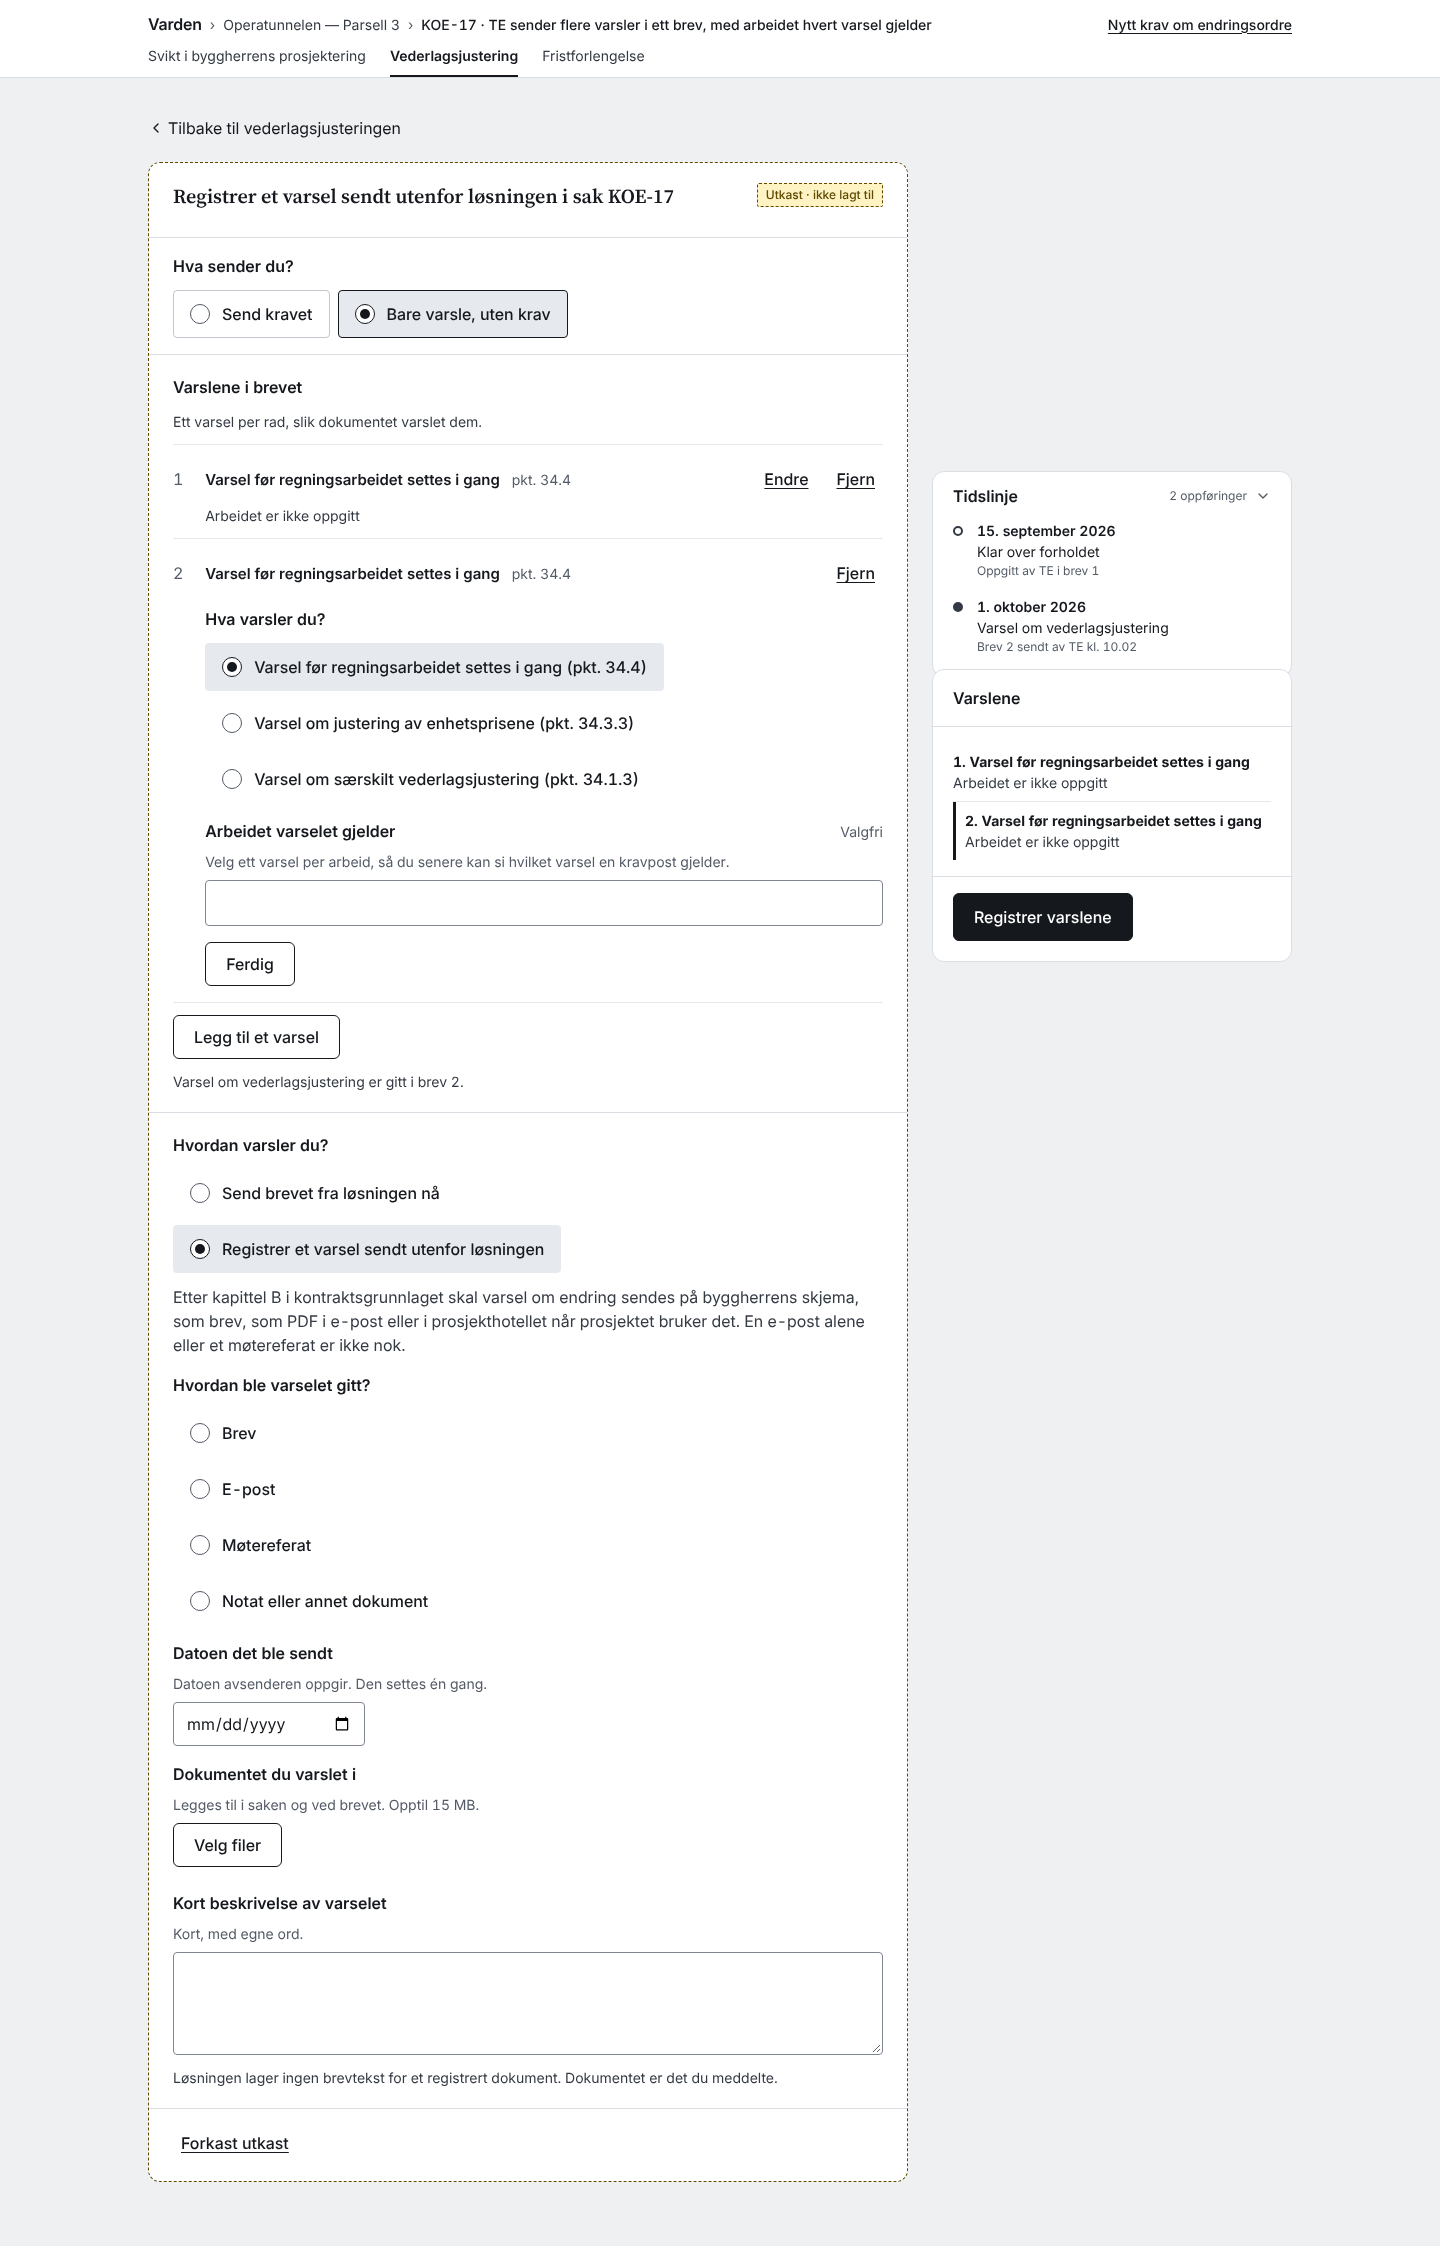 Varden › Operatunnelen — Parsell 3 › KOE-17 · TE sender flere varsler i ett brev, med arbeidet hvert varsel gjelder
Nytt krav om endringsordre
Svikt i byggherrens prosjektering
Vederlagsjustering
Fristforlengelse
Tilbake til vederlagsjusteringen
Registrer et varsel sendt utenfor løsningen i sak KOE-17
Utkast · ikke lagt til
Hva sender du?
Send kravet
Bare varsle, uten krav
Varslene i brevet
Ett varsel per rad, slik dokumentet varslet dem.
1 Varsel før regningsarbeidet settes i gang pkt. 34.4
Endre
Fjern
Arbeidet er ikke oppgitt
2 Varsel før regningsarbeidet settes i gang pkt. 34.4
Fjern
Hva varsler du?
Varsel før regningsarbeidet settes i gang (pkt. 34.4)
Varsel om justering av enhetsprisene (pkt. 34.3.3)
Varsel om særskilt vederlagsjustering (pkt. 34.1.3)
Arbeidet varselet gjelder
Valgfri
Velg ett varsel per arbeid, så du senere kan si hvilket varsel en kravpost gjelder.
Ferdig
Legg til et varsel
Varsel om vederlagsjustering er gitt i brev 2.
Hvordan varsler du?
Send brevet fra løsningen nå
Registrer et varsel sendt utenfor løsningen
Etter kapittel B i kontraktsgrunnlaget skal varsel om endring sendes på byggherrens skjema,
som brev, som PDF i e-post eller i prosjekthotellet når prosjektet bruker det. En e-post alene
eller et møtereferat er ikke nok.
Hvordan ble varselet gitt?
Brev
E-post
Møtereferat
Notat eller annet dokument
Datoen det ble sendt
Datoen avsenderen oppgir. Den settes én gang.
mm/dd/yyyy
Dokumentet du varslet i
Legges til i saken og ved brevet. Opptil 15 MB.
Velg filer
Kort beskrivelse av varselet
Kort, med egne ord.
Løsningen lager ingen brevtekst for et registrert dokument. Dokumentet er det du meddelte.
Forkast utkast
Tidslinje
2 oppføringer
15. september 2026
Klar over forholdet
Oppgitt av TE i brev 1
1. oktober 2026
Varsel om vederlagsjustering
Brev 2 sendt av TE kl. 10.02
Varslene
1. Varsel før regningsarbeidet settes i gang
Arbeidet er ikke oppgitt
2. Varsel før regningsarbeidet settes i gang
Arbeidet er ikke oppgitt
Registrer varslene